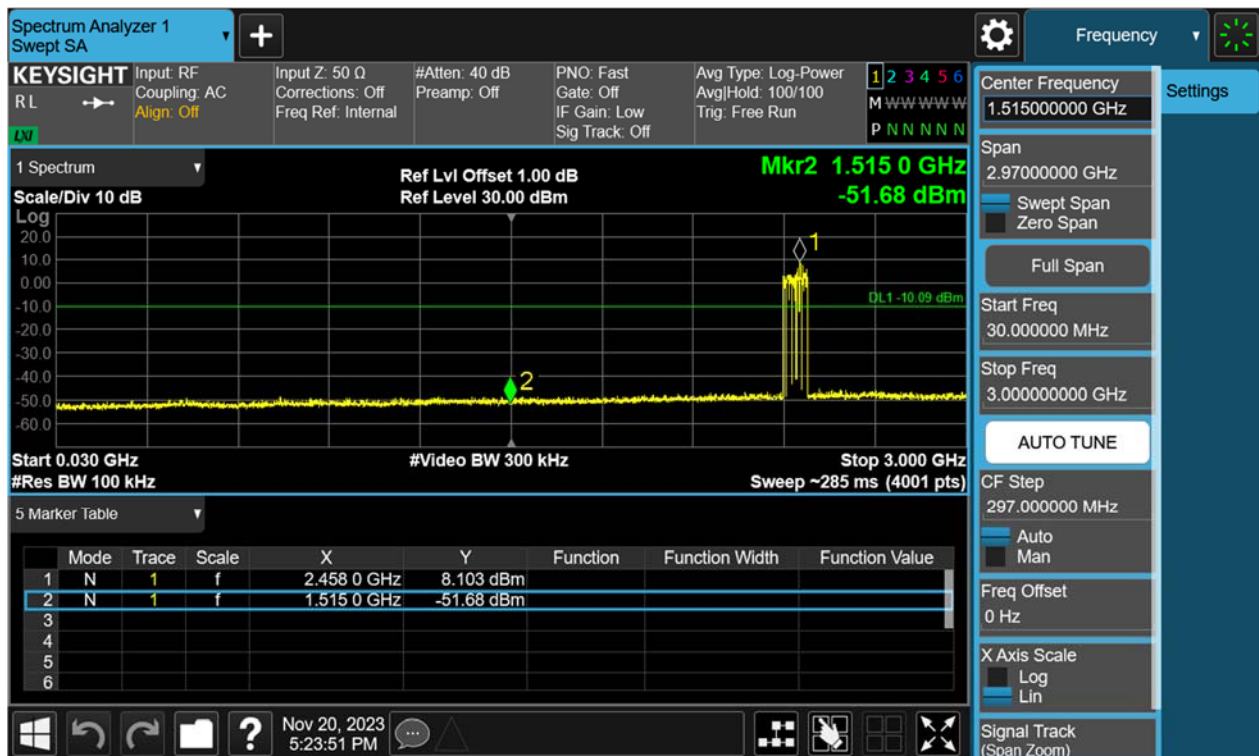 Spectrum Analyzer 1
Swept SA
Frequency
KEYSIGHT
R L
LXI
Input: RF
Coupling: AC
Align: Off
Input Z: 50 Ω
Corrections: Off
Freq Ref: Internal
#Atten: 40 dB
Preamp: Off
PNO: Fast
Gate: Off
IF Gain: Low
Sig Track: Off
Avg Type: Log-Power
Avg|Hold: 100/100
Trig: Free Run
1 2 3 4 5 6
M W W W W W
P N N N N N
1 Spectrum
Scale/Div 10 dB
Ref Lvl Offset 1.00 dB
Ref Level 30.00 dBm
Mkr2 1.515 0 GHz
-51.68 dBm
Log
20.0
10.0
0.00
-10.0
-20.0
-30.0
-40.0
-50.0
-60.0
1
DL1 -10.09 dBm
2
Start 0.030 GHz
#Res BW 100 kHz
#Video BW 300 kHz
Stop 3.000 GHz
Sweep ~285 ms (4001 pts)
5 Marker Table
Mode Trace Scale X Y Function Function Width Function Value
1 N 1 f 2.458 0 GHz 8.103 dBm
2 N 1 f 1.515 0 GHz -51.68 dBm
3
4
5
6
Nov 20, 2023
5:23:51 PM
Center Frequency
1.515000000 GHz
Span
2.97000000 GHz
Swept Span
Zero Span
Full Span
Start Freq
30.000000 MHz
Stop Freq
3.000000000 GHz
AUTO TUNE
CF Step
297.000000 MHz
Auto
Man
Freq Offset
0 Hz
X Axis Scale
Log
Lin
Signal Track
(Span Zoom)
Settings